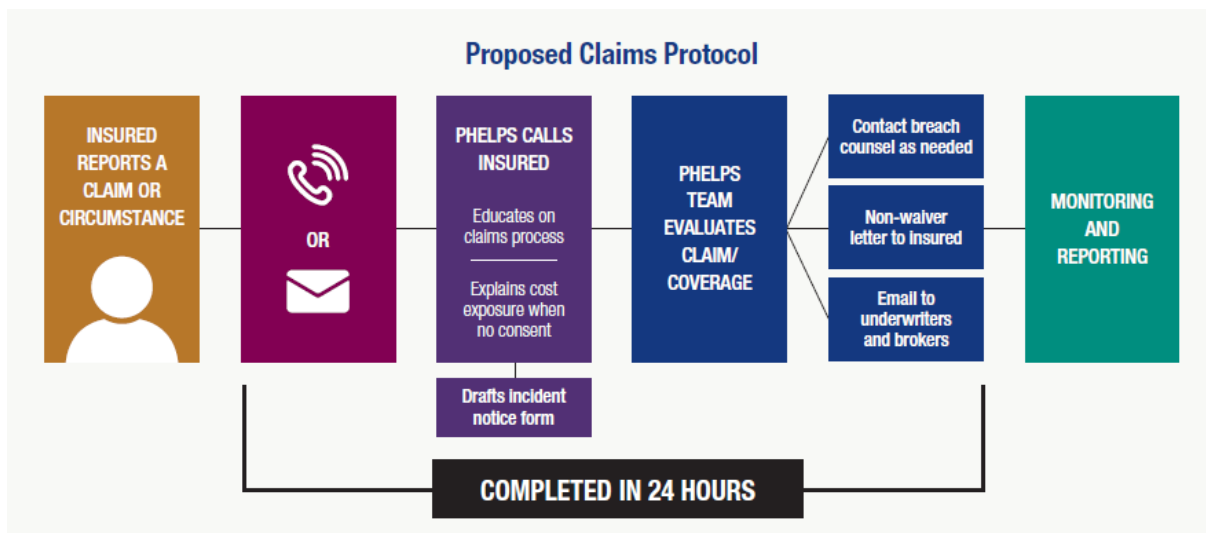 Proposed Claims Protocol
INSURED
REPORTS A
CLAIM OR
CIRCUMSTANCE
OR
PHELPS CALLS
INSURED
Educates on
claims process
Explains cost
exposure when
no consent
Drafts incident
notice form
PHELPS
TEAM
EVALUATES
CLAIM/
COVERAGE
Contact breach
counsel as needed
Non-waiver
letter to insured
Email to
underwriters
and brokers
MONITORING
AND
REPORTING
COMPLETED IN 24 HOURS